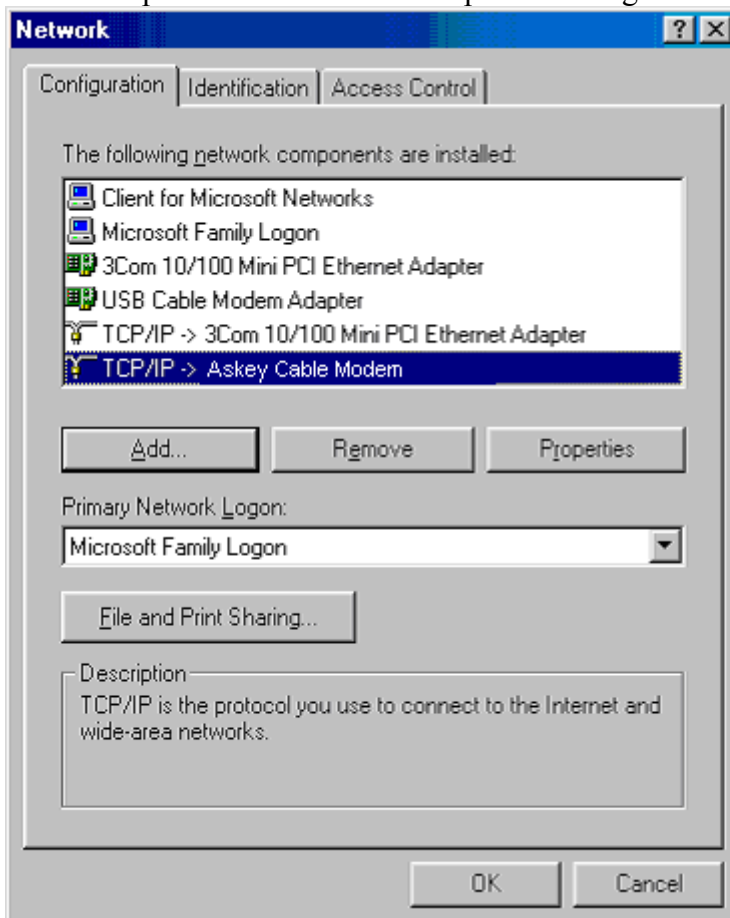 Network
Configuration Identification Access Control
The following network components are installed:
Client for Microsoft Networks
Microsoft Family Logon
3Com 10/100 Mini PCI Ethernet Adapter
USB Cable Modem Adapter
TCP/IP -> 3Com 10/100 Mini PCI Ethernet Adapter
TCP/IP -> Askey Cable Modem
Add... Remove Properties
Primary Network Logon:
Microsoft Family Logon
File and Print Sharing...
Description
TCP/IP is the protocol you use to connect to the Internet and
wide-area networks.
OK Cancel